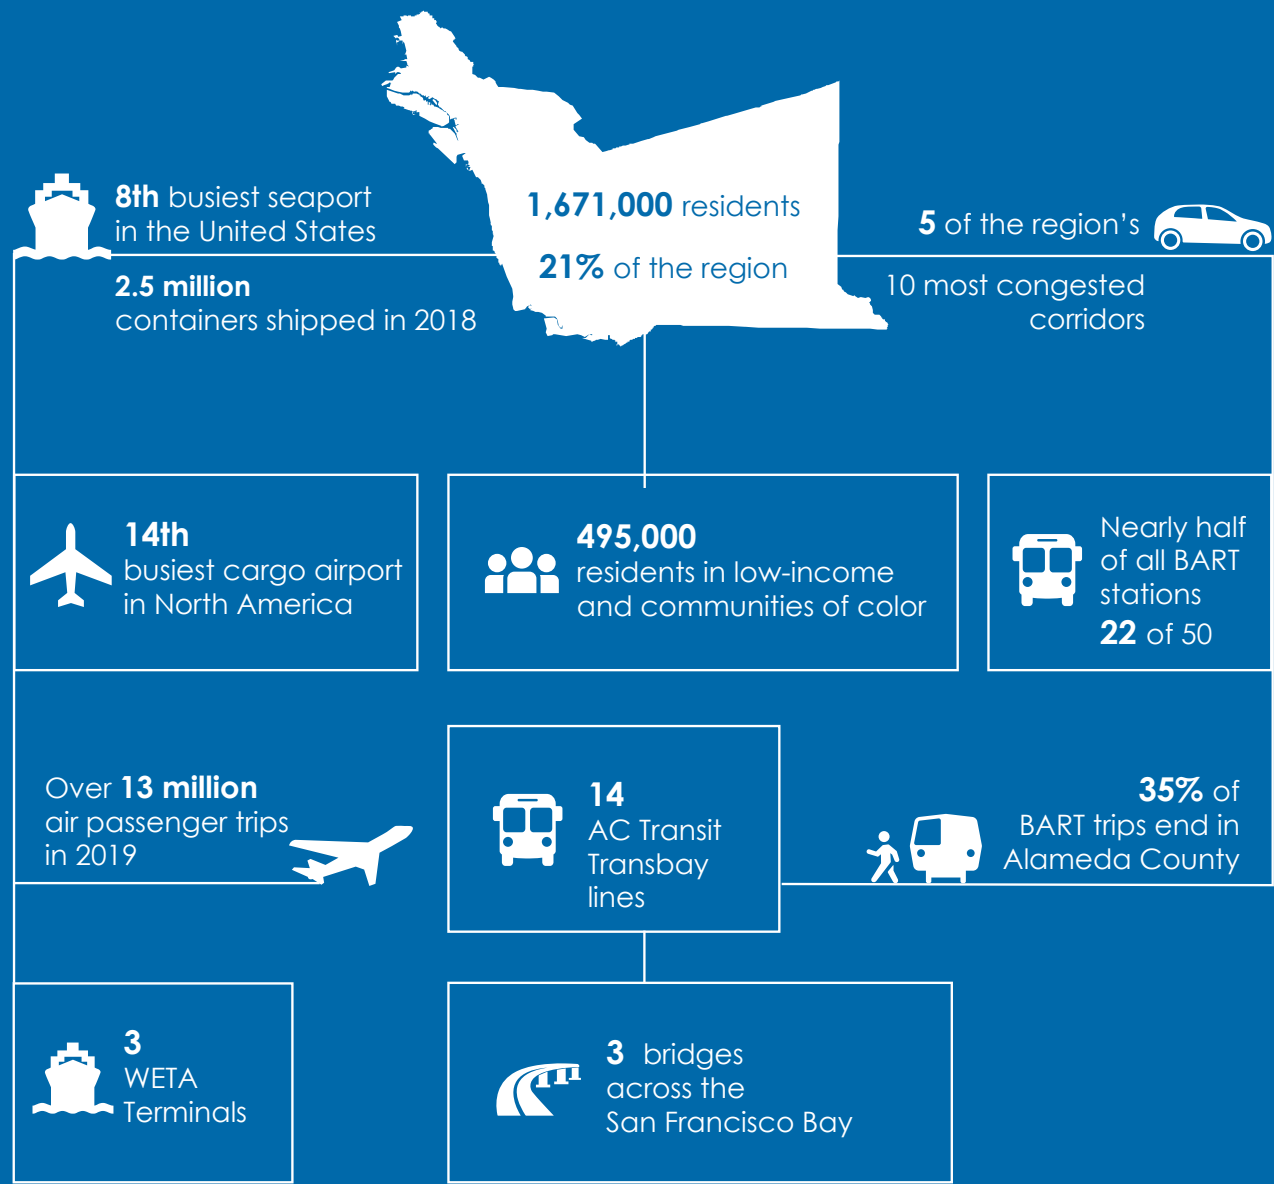 1,671,000 residents
21% of the region
8th busiest seaport
in the United States
2.5 million
containers shipped in 2018
5 of the region's
10 most congested
corridors
14th
busiest cargo airport
in North America
495,000
residents in low-income
and communities of color
Nearly half
of all BART
stations
22 of 50
Over 13 million
air passenger trips
in 2019
14
AC Transit
Transbay
lines
35% of
BART trips end in
Alameda County
3
WETA
Terminals
3 bridges
across the
San Francisco Bay